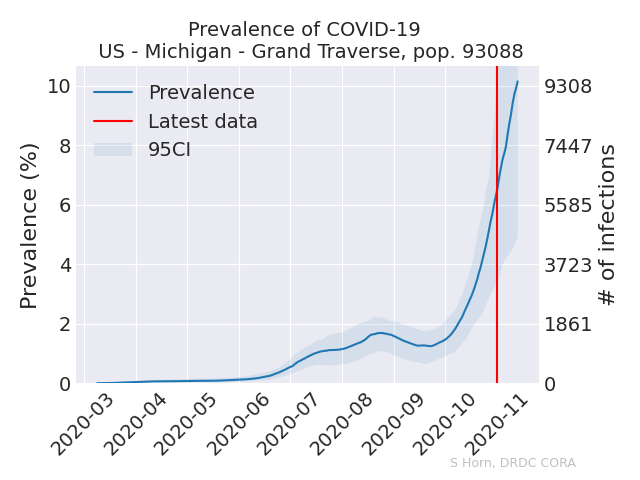 Prevalence of COVID-19
US - Michigan - Grand Traverse, pop. 93088
Prevalence
Latest data
95CI
Prevalence (%)
10
8
6
4
2
0
9308
7447
5585
3723
1861
0
# of infections
2020-03
2020-04
2020-05
2020-06
2020-07
2020-08
2020-09
2020-10
2020-11
S Horn, DRDC CORA